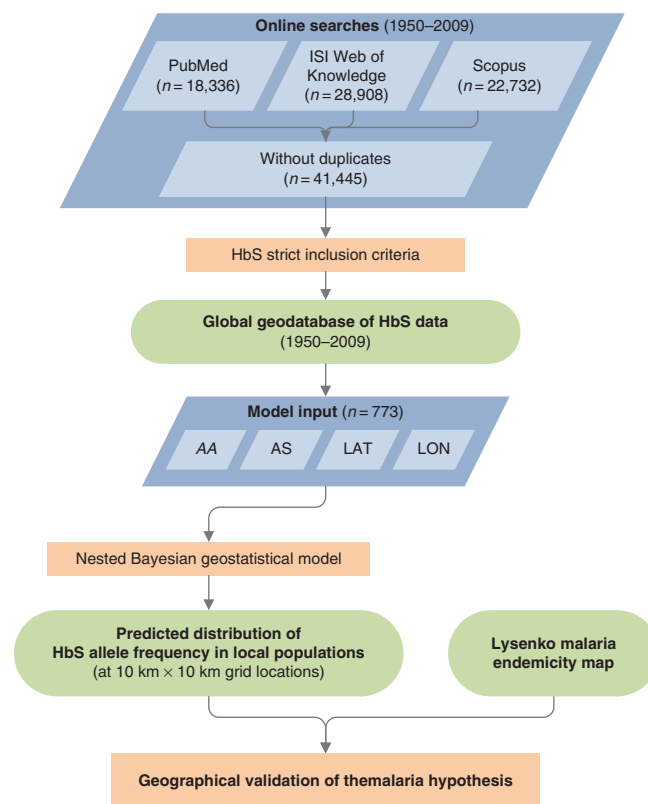 Online searches (1950–2009)
PubMed
(n = 18,336)
ISI Web of
Knowledge
(n = 28,908)
Scopus
(n = 22,732)
Without duplicates
(n = 41,445)
HbS strict inclusion criteria
Global geodatabase of HbS data
(1950–2009)
Model input (n = 773)
AA
AS
LAT
LON
Nested Bayesian geostatistical model
Predicted distribution of
HbS allele frequency in local populations
(at 10 km × 10 km grid locations)
Lysenko malaria
endemicity map
Geographical validation of themalaria hypothesis